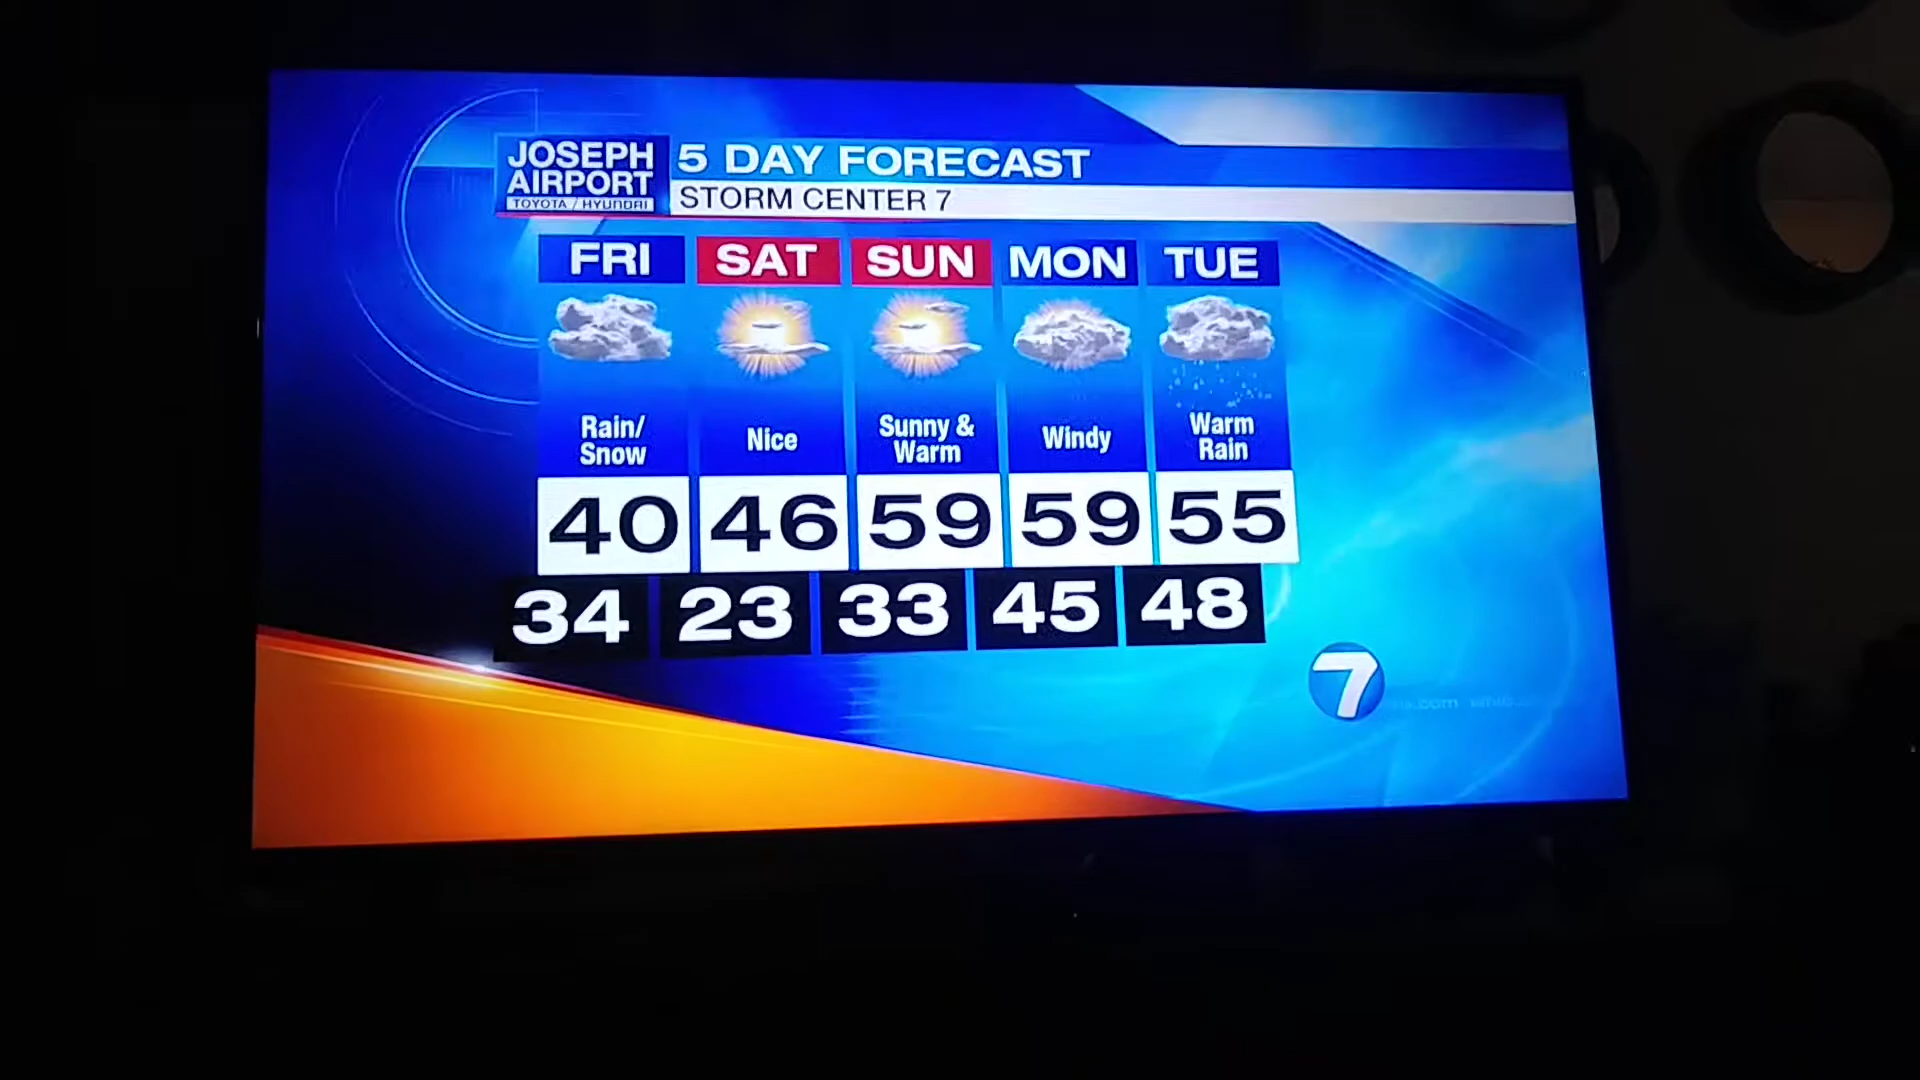 JOSEPH
AIRPORT
TOYOTA / HYUNDAI
5 DAY FORECAST
STORM CENTER 7
FRI SAT SUN MON TUE
Rain/
Snow
Nice
Sunny &
Warm
Windy
Warm
Rain
40 46 59 59 55
34 23 33 45 48
7